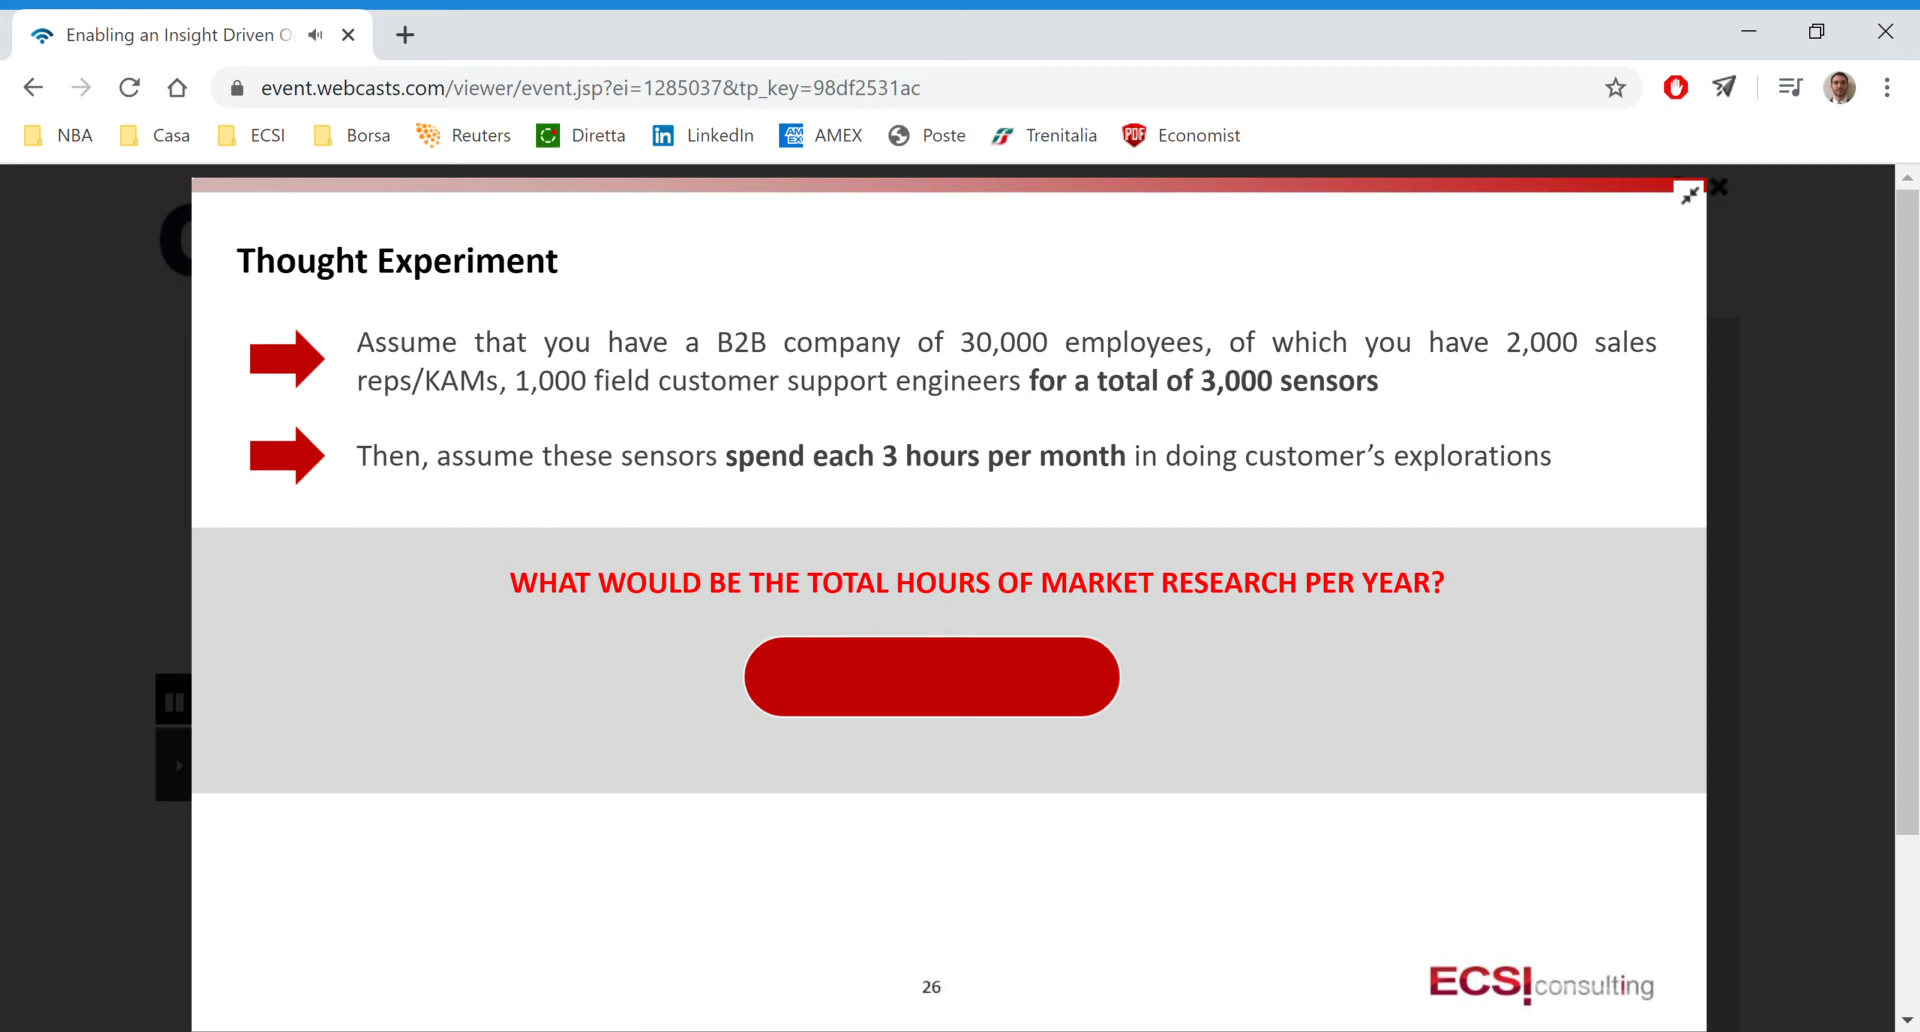 Enabling an Insight Driven O
event.webcasts.com/viewer/event.jsp?ei=1285037&tp_key=98df2531ac
NBA Casa ECSI Borsa Reuters Diretta LinkedIn AMEX Poste Trenitalia Economist
Thought Experiment
Assume that you have a B2B company of 30,000 employees, of which you have 2,000 sales
reps/KAMs, 1,000 field customer support engineers for a total of 3,000 sensors
Then, assume these sensors spend each 3 hours per month in doing customer’s explorations
WHAT WOULD BE THE TOTAL HOURS OF MARKET RESEARCH PER YEAR?
26
ECSI consulting